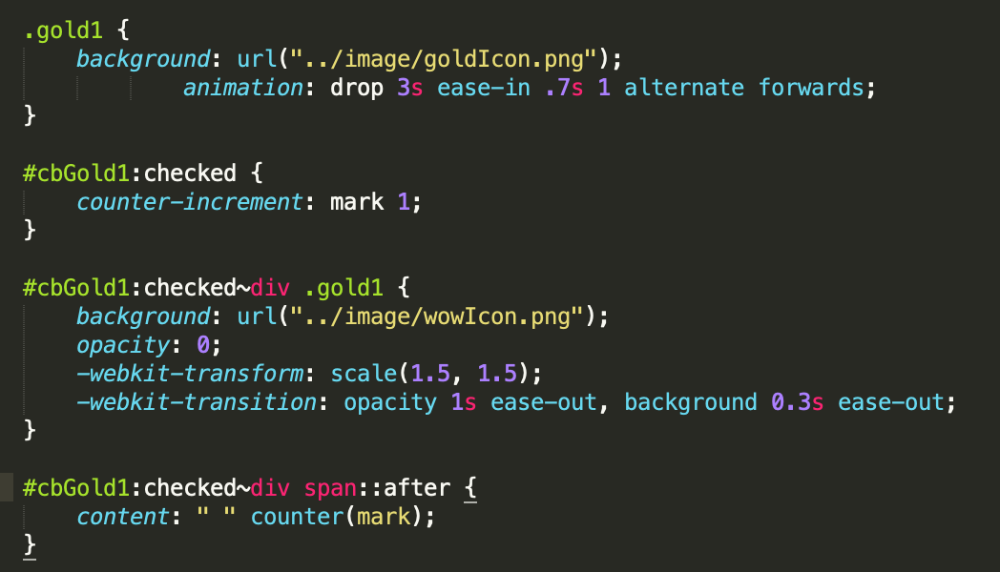 .gold1 {
    background: url("../image/goldIcon.png");
            animation: drop 3s ease-in .7s 1 alternate forwards;
}

#cbGold1:checked {
    counter-increment: mark 1;
}

#cbGold1:checked~div .gold1 {
    background: url("../image/wowIcon.png");
    opacity: 0;
    -webkit-transform: scale(1.5, 1.5);
    -webkit-transition: opacity 1s ease-out, background 0.3s ease-out;
}

#cbGold1:checked~div span::after {
    content: " " counter(mark);
}